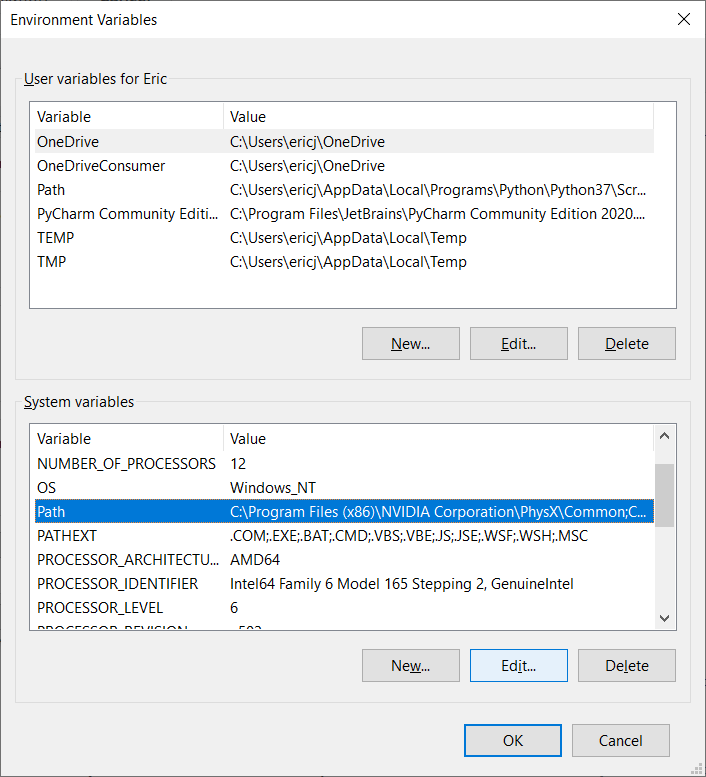 Environment Variables
User variables for Eric
Variable Value
OneDrive C:\Users\ericj\OneDrive
OneDriveConsumer C:\Users\ericj\OneDrive
Path C:\Users\ericj\AppData\Local\Programs\Python\Python37\Scr...
PyCharm Community Editi... C:\Program Files\JetBrains\PyCharm Community Edition 2020....
TEMP C:\Users\ericj\AppData\Local\Temp
TMP C:\Users\ericj\AppData\Local\Temp
New... Edit... Delete
System variables
Variable Value
NUMBER_OF_PROCESSORS 12
OS Windows_NT
Path C:\Program Files (x86)\NVIDIA Corporation\PhysX\Common;C...
PATHEXT .COM;.EXE;.BAT;.CMD;.VBS;.VBE;.JS;.JSE;.WSF;.WSH;.MSC
PROCESSOR_ARCHITECTU... AMD64
PROCESSOR_IDENTIFIER Intel64 Family 6 Model 165 Stepping 2, GenuineIntel
PROCESSOR_LEVEL 6
PROCESSOR_REVISION
New... Edit... Delete
OK Cancel